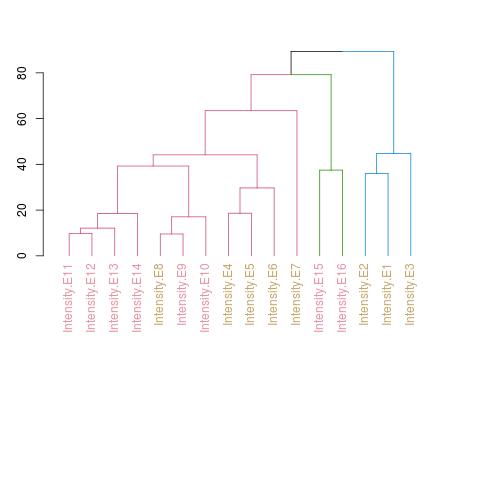 80
60
40
20
0
Intensity.E11
Intensity.E12
Intensity.E13
Intensity.E14
Intensity.E8
Intensity.E9
Intensity.E10
Intensity.E4
Intensity.E5
Intensity.E6
Intensity.E7
Intensity.E15
Intensity.E16
Intensity.E2
Intensity.E1
Intensity.E3